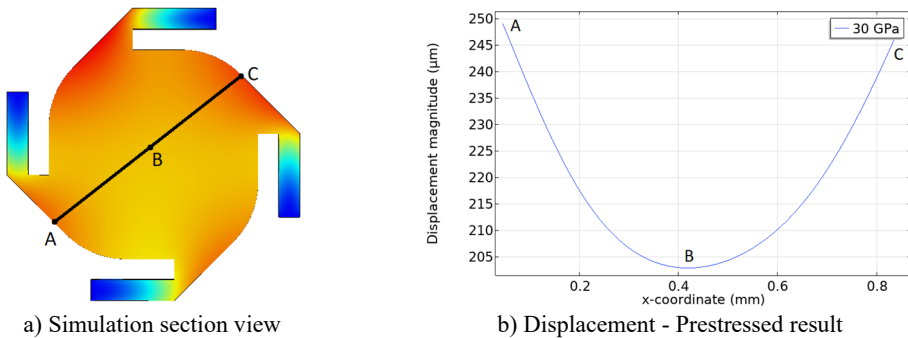 C
B
A
250
245
240
235
230
225
220
215
210
205
Displacement magnitude (µm)
A
30 GPa
C
B
0.2
0.4
0.6
0.8
x-coordinate (mm)
a) Simulation section view
b) Displacement - Prestressed result